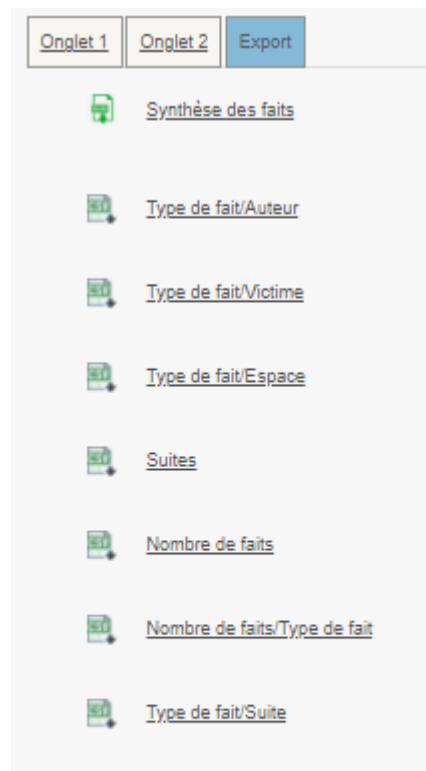 Onglet 1 Onglet 2 Export
Synthèse des faits
Type de fait/Auteur
Type de fait/Victime
Type de fait/Espace
Suites
Nombre de faits
Nombre de faits/Type de fait
Type de fait/Suite